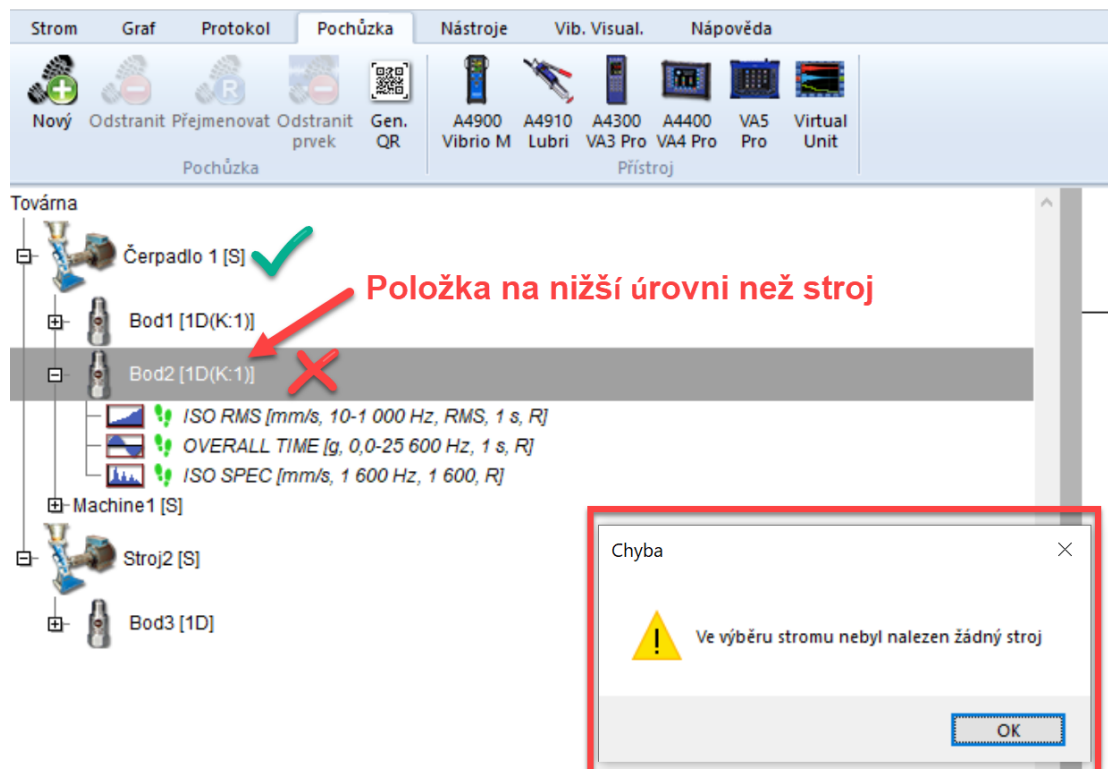 Strom Graf Protokol Pochůzka Nástroje Vib. Visual. Nápověda
Nový Odstranit Přejmenovat Odstranit prvek Gen. QR A4900 Vibrio M A4910 Lubri A4300 VA3 Pro A4400 VA4 Pro VA5 Pro Virtual Unit
Pochůzka Přístroj
Továrna
Čerpadlo 1 [S]
Položka na nižší úrovni než stroj
Bod1 [1D(K:1)]
Bod2 [1D(K:1)]
ISO RMS [mm/s, 10-1 000 Hz, RMS, 1 s, R]
OVERALL TIME [g, 0,0-25 600 Hz, 1 s, R]
ISO SPEC [mm/s, 1 600 Hz, 1 600, R]
Machine1 [S]
Stroj2 [S]
Bod3 [1D]
Chyba
Ve výběru stromu nebyl nalezen žádný stroj
OK